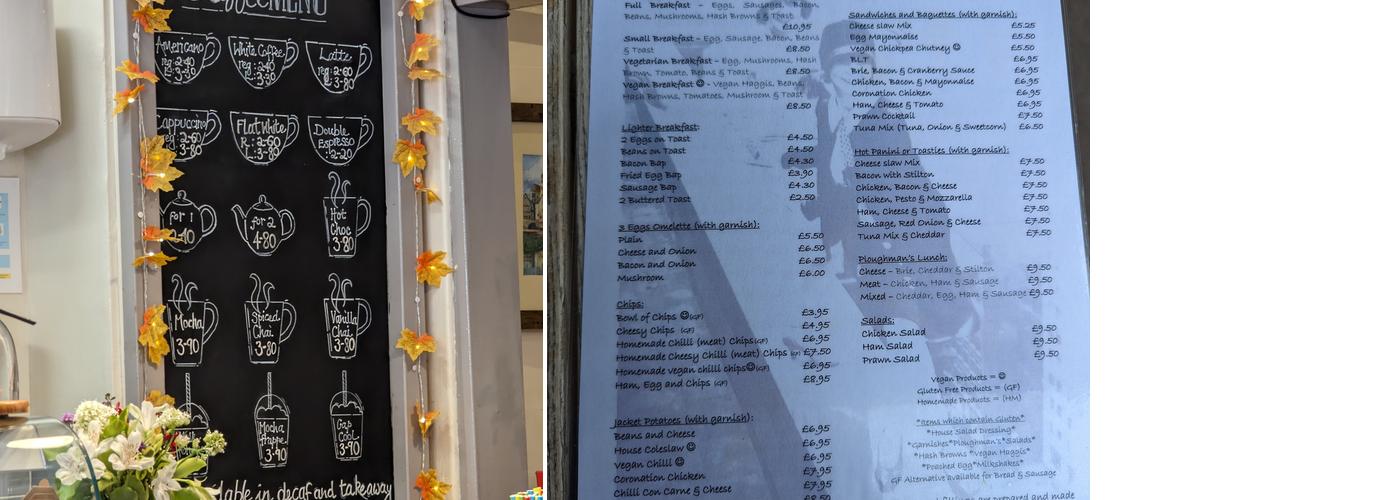 MENU
Americano
reg: 2-40
L: 3-30
White Coffee
reg: 2-40
L: 3-30
Latte
reg: 2-60
L: 3-80
Cappuccino
reg: 2-60
L: 3-80
Flat White
R: 2-60
L: 3-80
Double
Espresso
2-20
for 1
for 2
4-80
Hot
Choc
3-80
Mocha
3-90
Spiced
Chai
3-80
Vanilla
Chai
3-80
Mocha
frappe
3-90
3-90
in decaf and takeaway
Full Breakfast – Eggs, Sausages, Bacon,
Beans, Mushrooms, Hash Browns & Toast
£10.95
Small Breakfast – Egg, Sausage, Bacon, Beans
& Toast £8.50
Vegetarian Breakfast – Egg, Mushrooms, Hash
Brown, Tomato, Beans & Toast £8.50
Vegan Breakfast ☺ - Vegan Haggis, Beans,
Hash Browns, Tomatoes, Mushroom & Toast
£8.50
Lighter Breakfast:
2 Eggs on Toast £4.50
Beans on Toast £4.50
Bacon Bap £4.30
Fried Egg Bap £3.90
Sausage Bap £4.30
2 Buttered Toast £2.50
3 Eggs Omelette (with garnish):
Plain £5.50
Cheese and Onion £6.50
Bacon and Onion £6.50
Mushroom £6.00
Chips:
Bowl of Chips ☺(GF) £3.95
Cheesy Chips (GF) £4.95
Homemade Chilli (meat) Chips(GF) £6.95
Homemade Cheesy Chilli (meat) Chips (GF) £7.50
Homemade vegan chilli chips☺(GF) £6.95
Ham, Egg and Chips (GF) £8.95
Jacket Potatoes (with garnish):
Beans and Cheese £6.95
House Coleslaw ☺ £6.95
Vegan Chilli ☺ £6.95
Coronation Chicken £7.95
Chilli Con Carne & Cheese £7.95
£8.50
Sandwiches and Baguettes (with garnish):
Cheese slaw Mix £5.25
Egg Mayonnaise £5.50
Vegan Chickpea Chutney ☺ £5.50
BLT £6.95
Brie, Bacon & Cranberry Sauce £6.95
Chicken, Bacon & Mayonnaise £6.95
Coronation Chicken £6.95
Ham, Cheese & Tomato £6.95
Prawn Cocktail £7.50
Tuna Mix (Tuna, Onion & Sweetcorn) £6.50
Hot Panini or Toasties (with garnish):
Cheese slaw Mix £7.50
Bacon with Stilton £7.50
Chicken, Bacon & Cheese £7.50
Chicken, Pesto & Mozzarella £7.50
Ham, Cheese & Tomato £7.50
Sausage, Red Onion & Cheese £7.50
Tuna Mix & Cheddar £7.50
Ploughman's Lunch:
Cheese – Brie, Cheddar & Stilton £9.50
Meat – Chicken, Ham & Sausage £9.50
Mixed – Cheddar, Egg, Ham & Sausage £9.50
Salads:
Chicken Salad £9.50
Ham Salad £9.50
Prawn Salad £9.50
Vegan Products = ☺
Gluten Free Products = (GF)
Homemade Products = (HM)
*Items which contain Gluten*
*House Salad Dressing*
*Garnishes*Ploughman's*Salads*
*Hash Browns *Vegan Haggis*
*Poached Egg*Milkshakes*
GF Alternative available for Bread & Sausage
are prepared and made